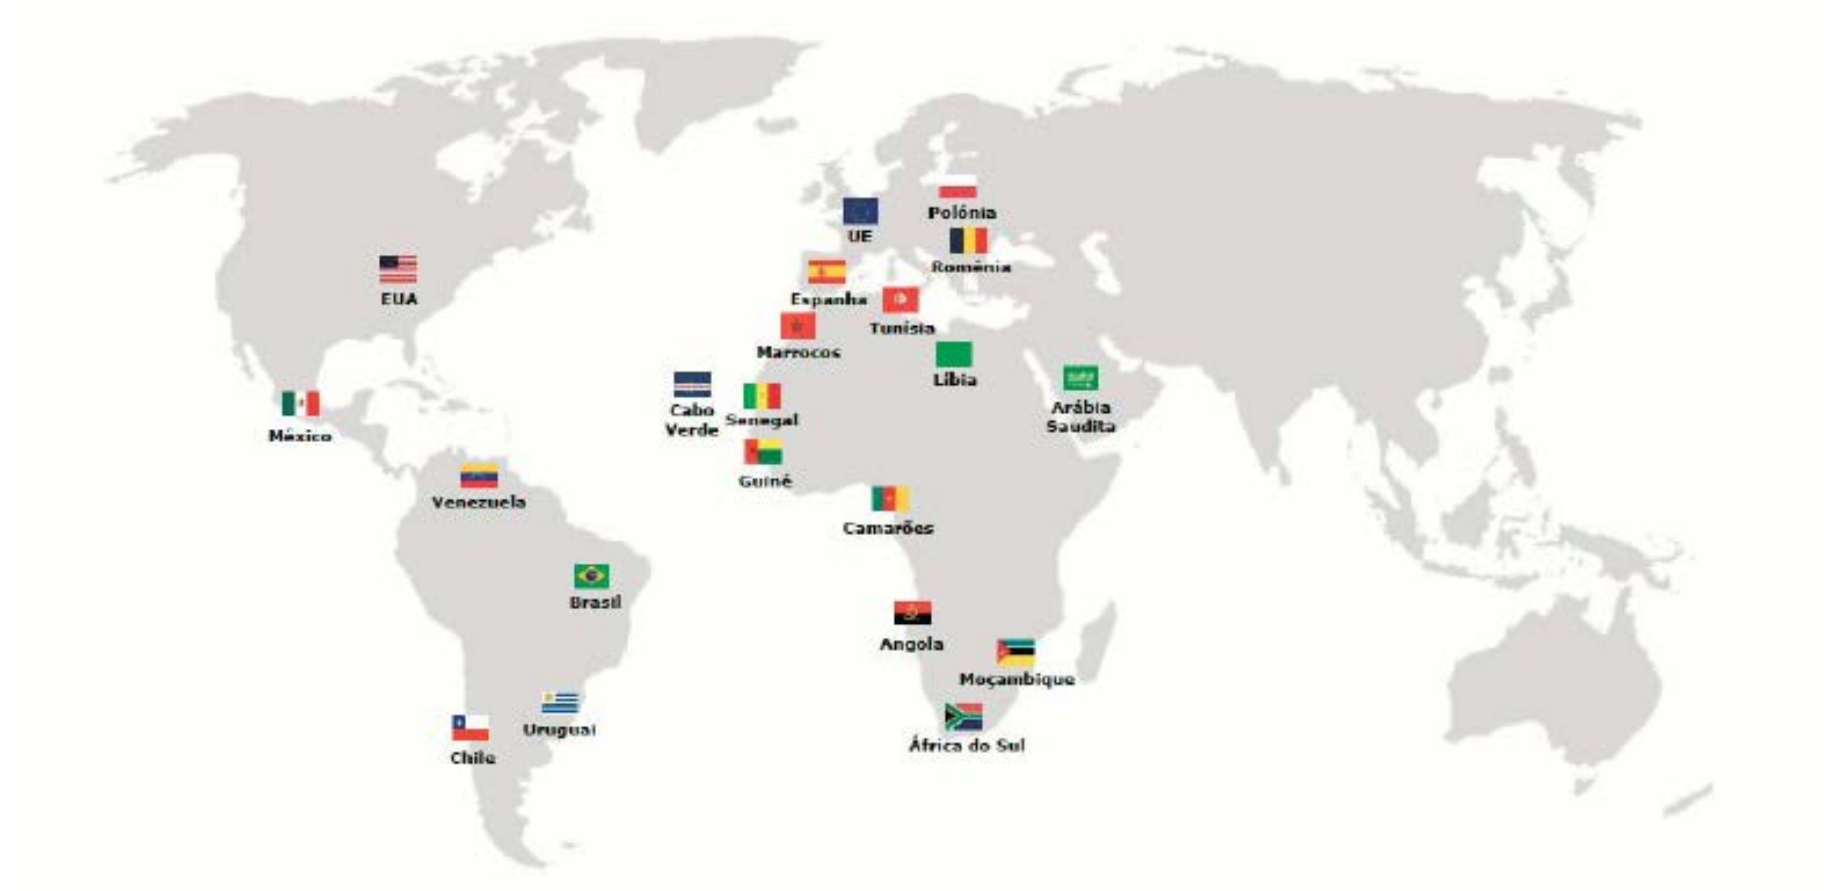 Polónia
UE
Roménia
EUA
Espanha
Tunísia
Marrocos
Líbia
Cabo
Verde
Senegal
Arábia
Saudita
México
Guiné
Venezuela
Camarões
Brasil
Angola
Moçambique
Uruguai
África do Sul
Chile